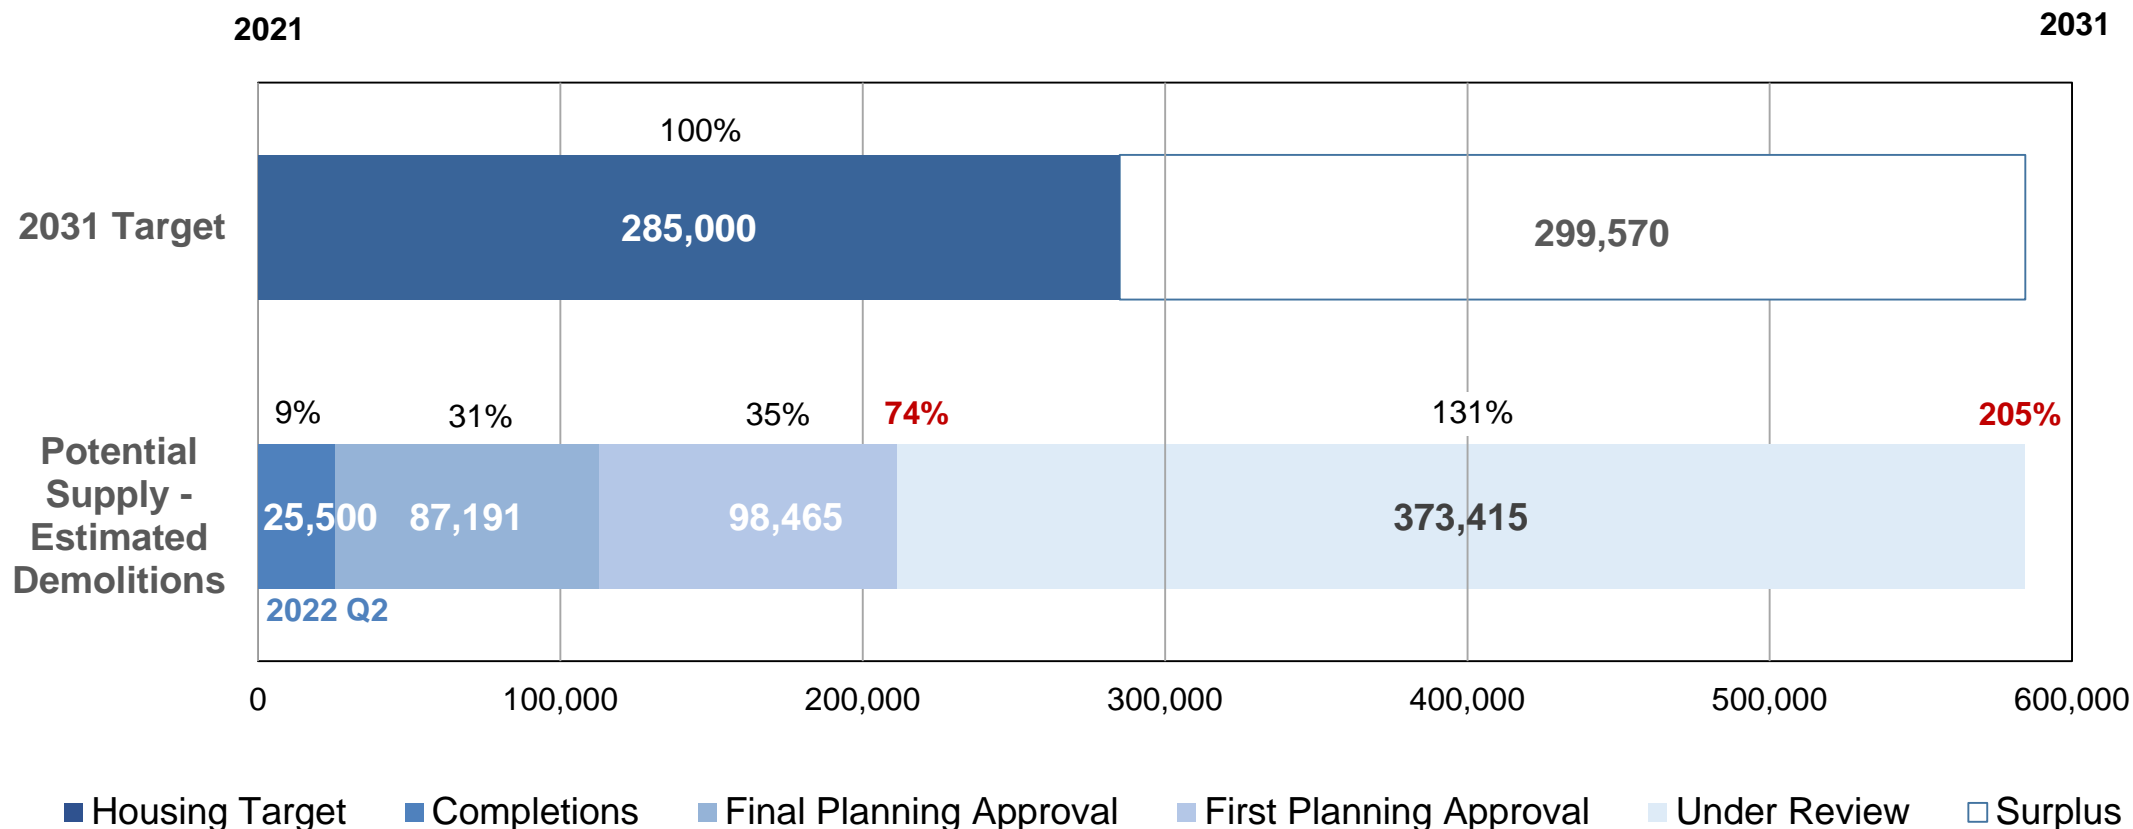 2021
2031
100%
2031 Target
285,000
299,570
9%
31%
35%
74%
131%
205%
Potential
Supply -
Estimated
Demolitions
25,500
87,191
98,465
373,415
2022 Q2
0
100,000
200,000
300,000
400,000
500,000
600,000
Housing Target
Completions
Final Planning Approval
First Planning Approval
Under Review
Surplus